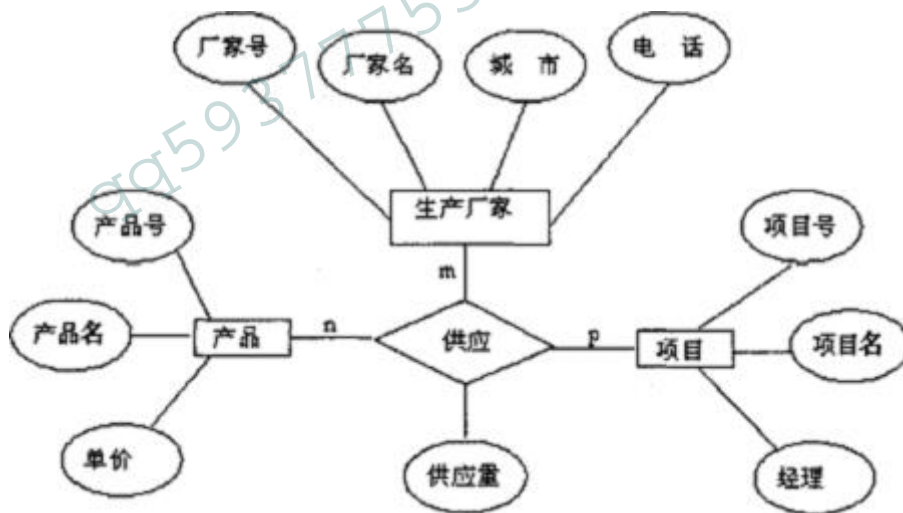 厂家号
厂家名
城 市
电 话
生产厂家
产品号
项目号
m
产品名
产品
n
供应
p
项目
项目名
单价
供应量
经理
qq59377759